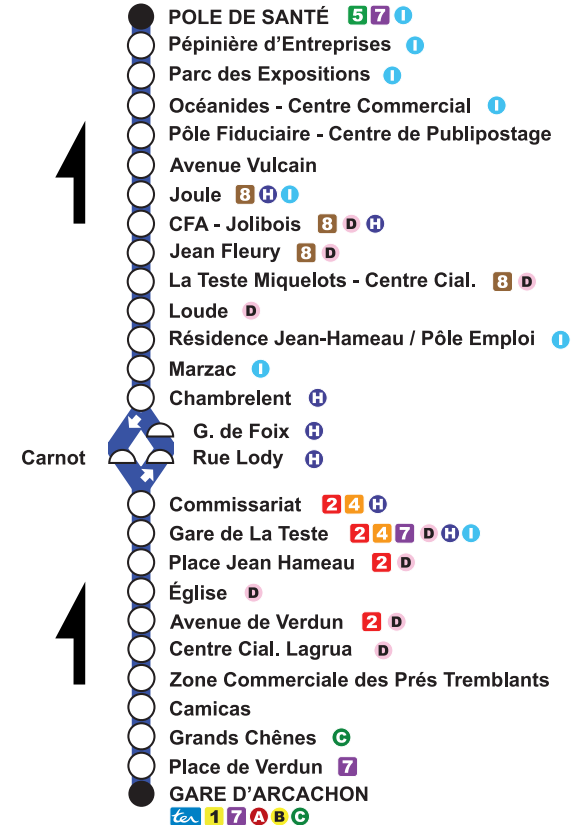 POLE DE SANTÉ 5 7 I
Pépinière d'Entreprises I
Parc des Expositions I
Océanides - Centre Commercial I
Pôle Fiduciaire - Centre de Publipostage
Avenue Vulcain
Joule 8 H I
CFA - Jolibois 8 D H
Jean Fleury 8 D
La Teste Miquelots - Centre Cial. 8 D
Loude D
Résidence Jean-Hameau / Pôle Emploi I
Marzac I
Chambrelent H
G. de Foix H
Carnot Rue Lody H
Commissariat 2 4 H
Gare de La Teste 2 4 7 D H I
Place Jean Hameau 2 D
Église D
Avenue de Verdun 2 D
Centre Cial. Lagrua D
Zone Commerciale des Prés Tremblants
Camicas
Grands Chênes C
Place de Verdun 7
GARE D'ARCACHON
ter 1 7 A B C